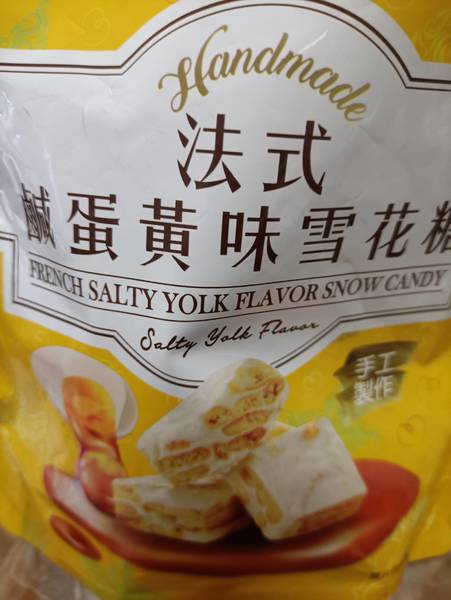 Handmade
法式
鹹蛋黃味雪花糖
FRENCH SALTY YOLK FLAVOR SNOW CANDY
Salty Yolk Flavor
手工
製作